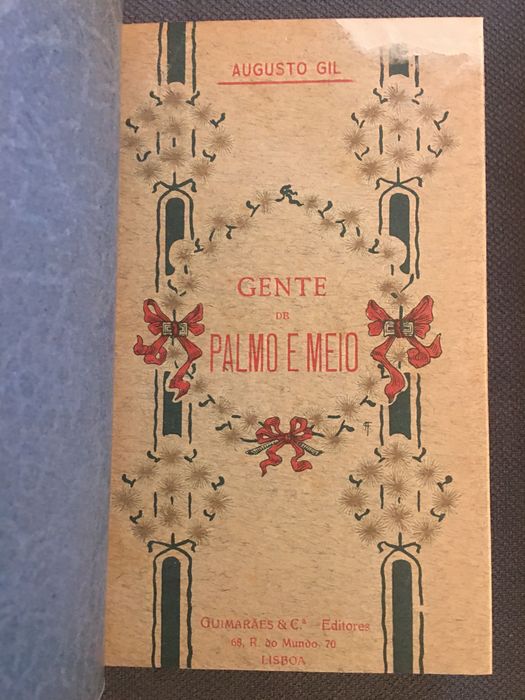 AUGUSTO GIL
GENTE
DE
PALMO E MEIO
GUIMARÃES & C.ª - Editores
68, R. do Mundo, 70
LISBOA